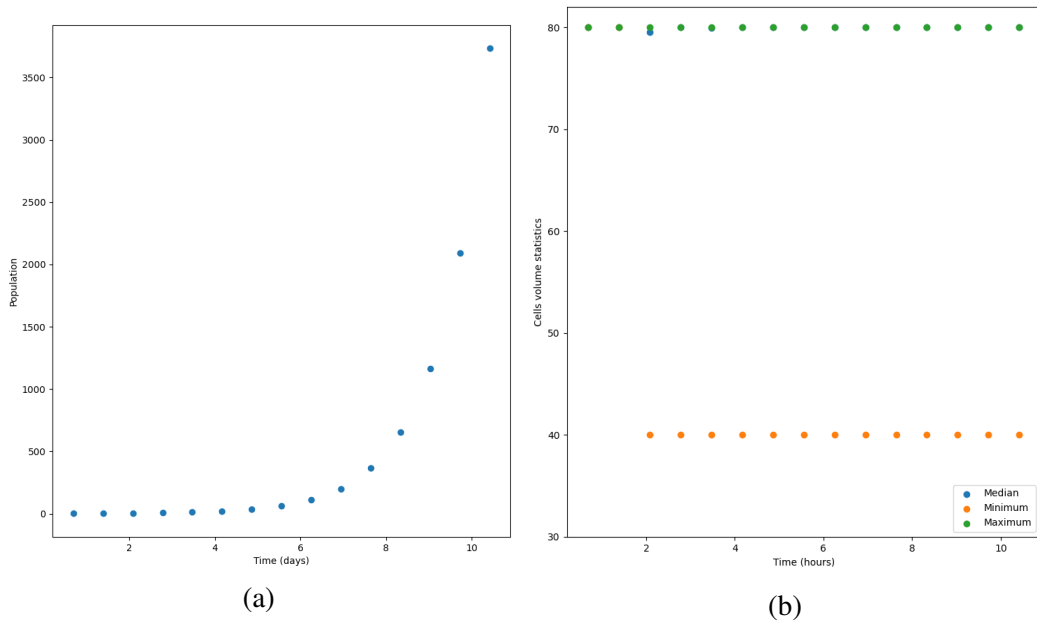 3500
3000
2500
2000
1500
1000
500
0
Population
2 4 6 8 10
Time (days)
(a)
80
70
60
50
40
30
Cells volume statistics
Median
Minimum
Maximum
2 4 6 8 10
Time (hours)
(b)